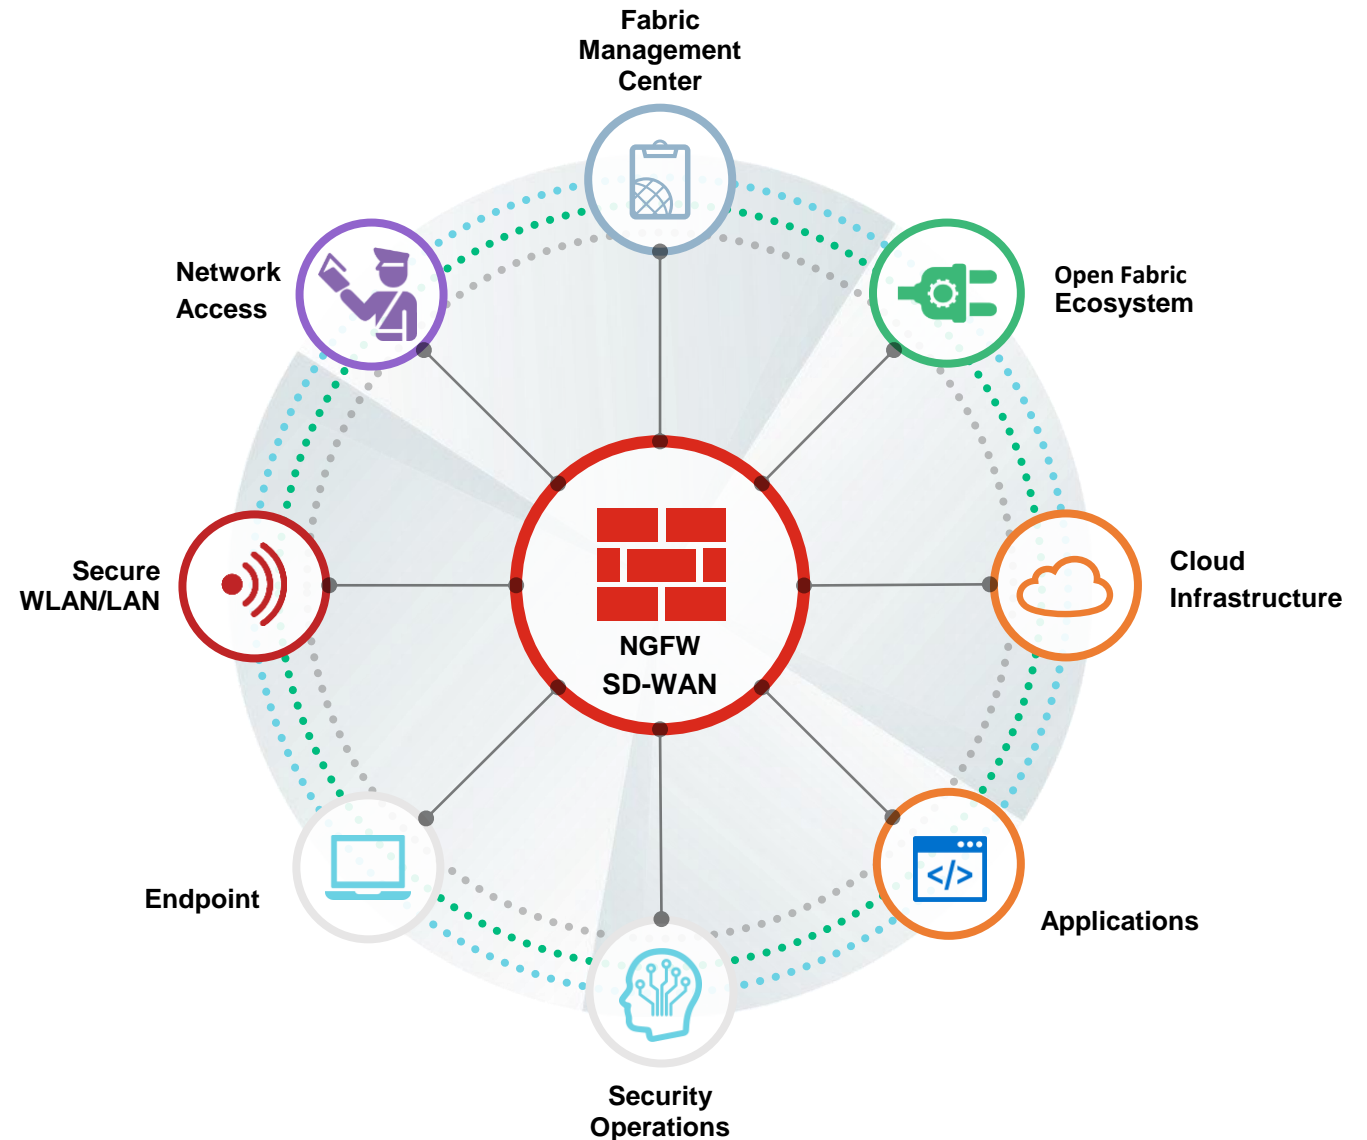 Fabric
Management
Center
Network
Access
Open Fabric
Ecosystem
Secure
WLAN/LAN
Cloud
Infrastructure
NGFW
SD-WAN
Endpoint
</>
Applications
Security
Operations